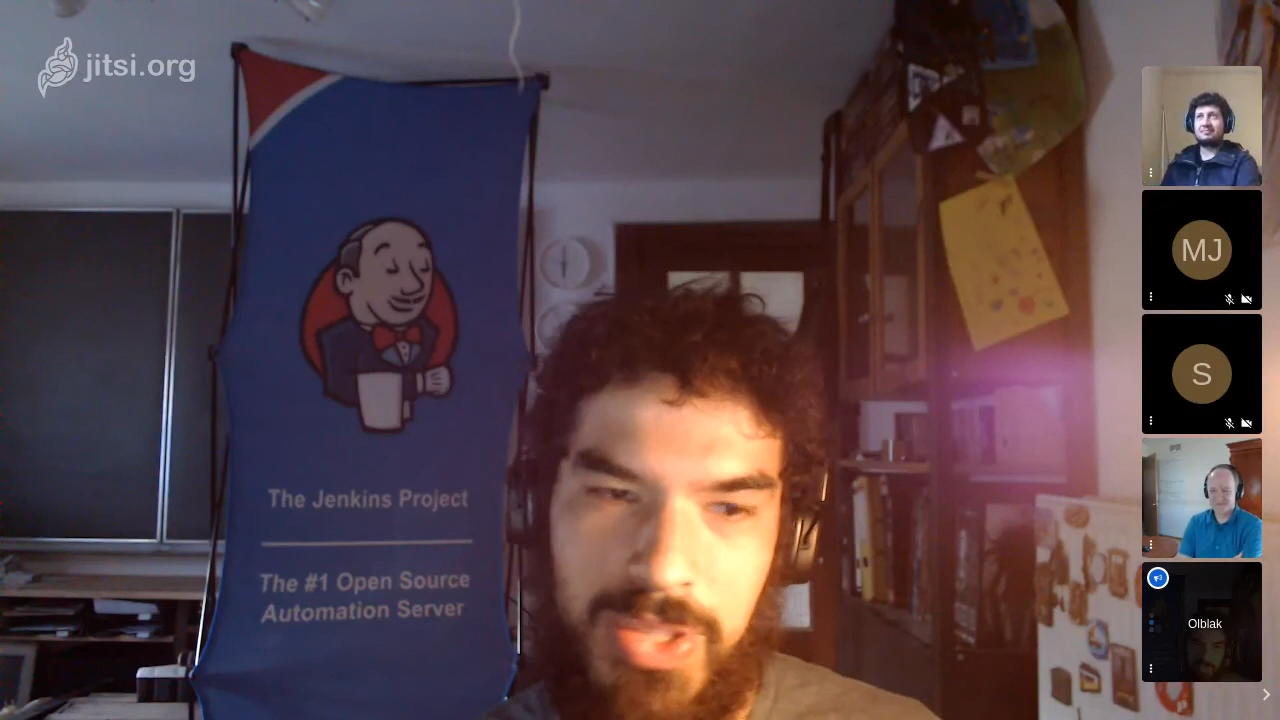 jitsi.org
The Jenkins Project
The #1 Open Source
Automation Server
MJ
S
Olblak